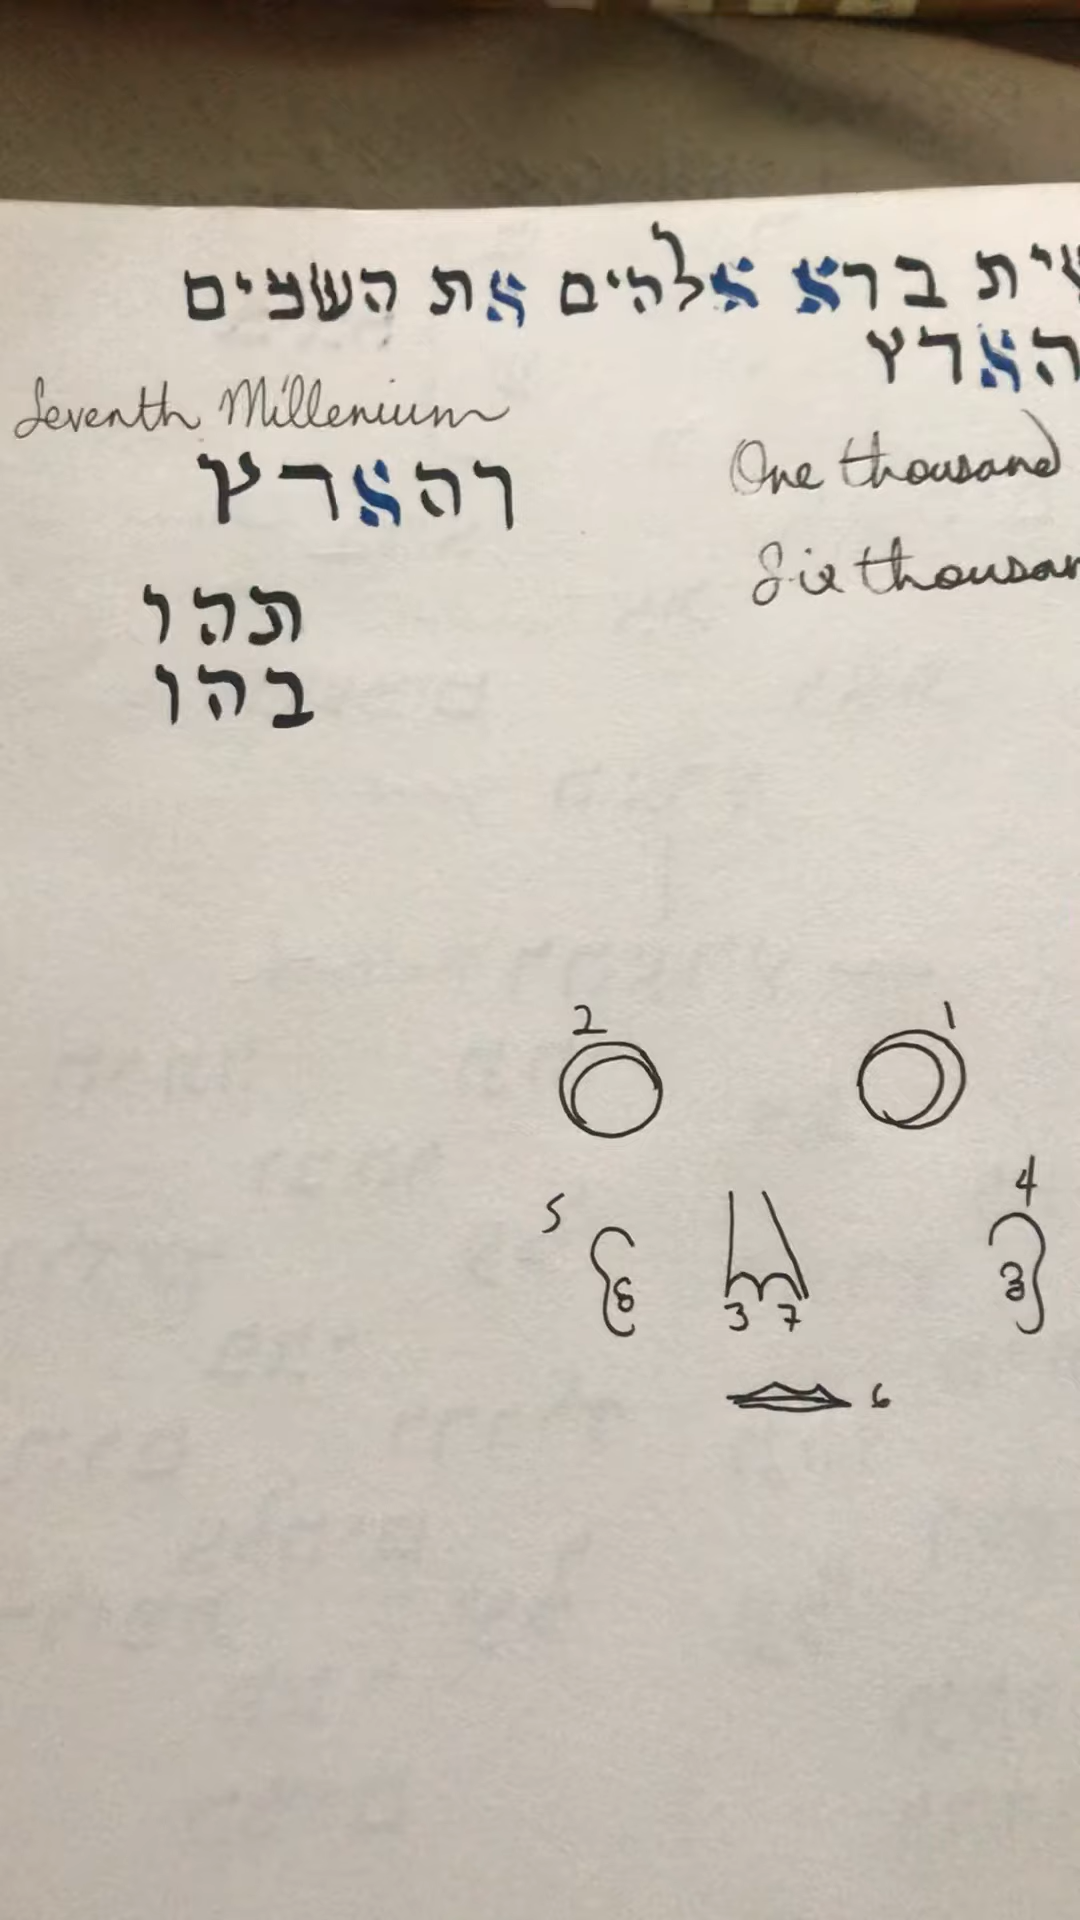 ית ברא אלהים את השמים
הארץ
Seventh Millenium
והארץ
One thousand
Six thousan
תהו
בהו
2 1
5 4
8 3
3 7
6